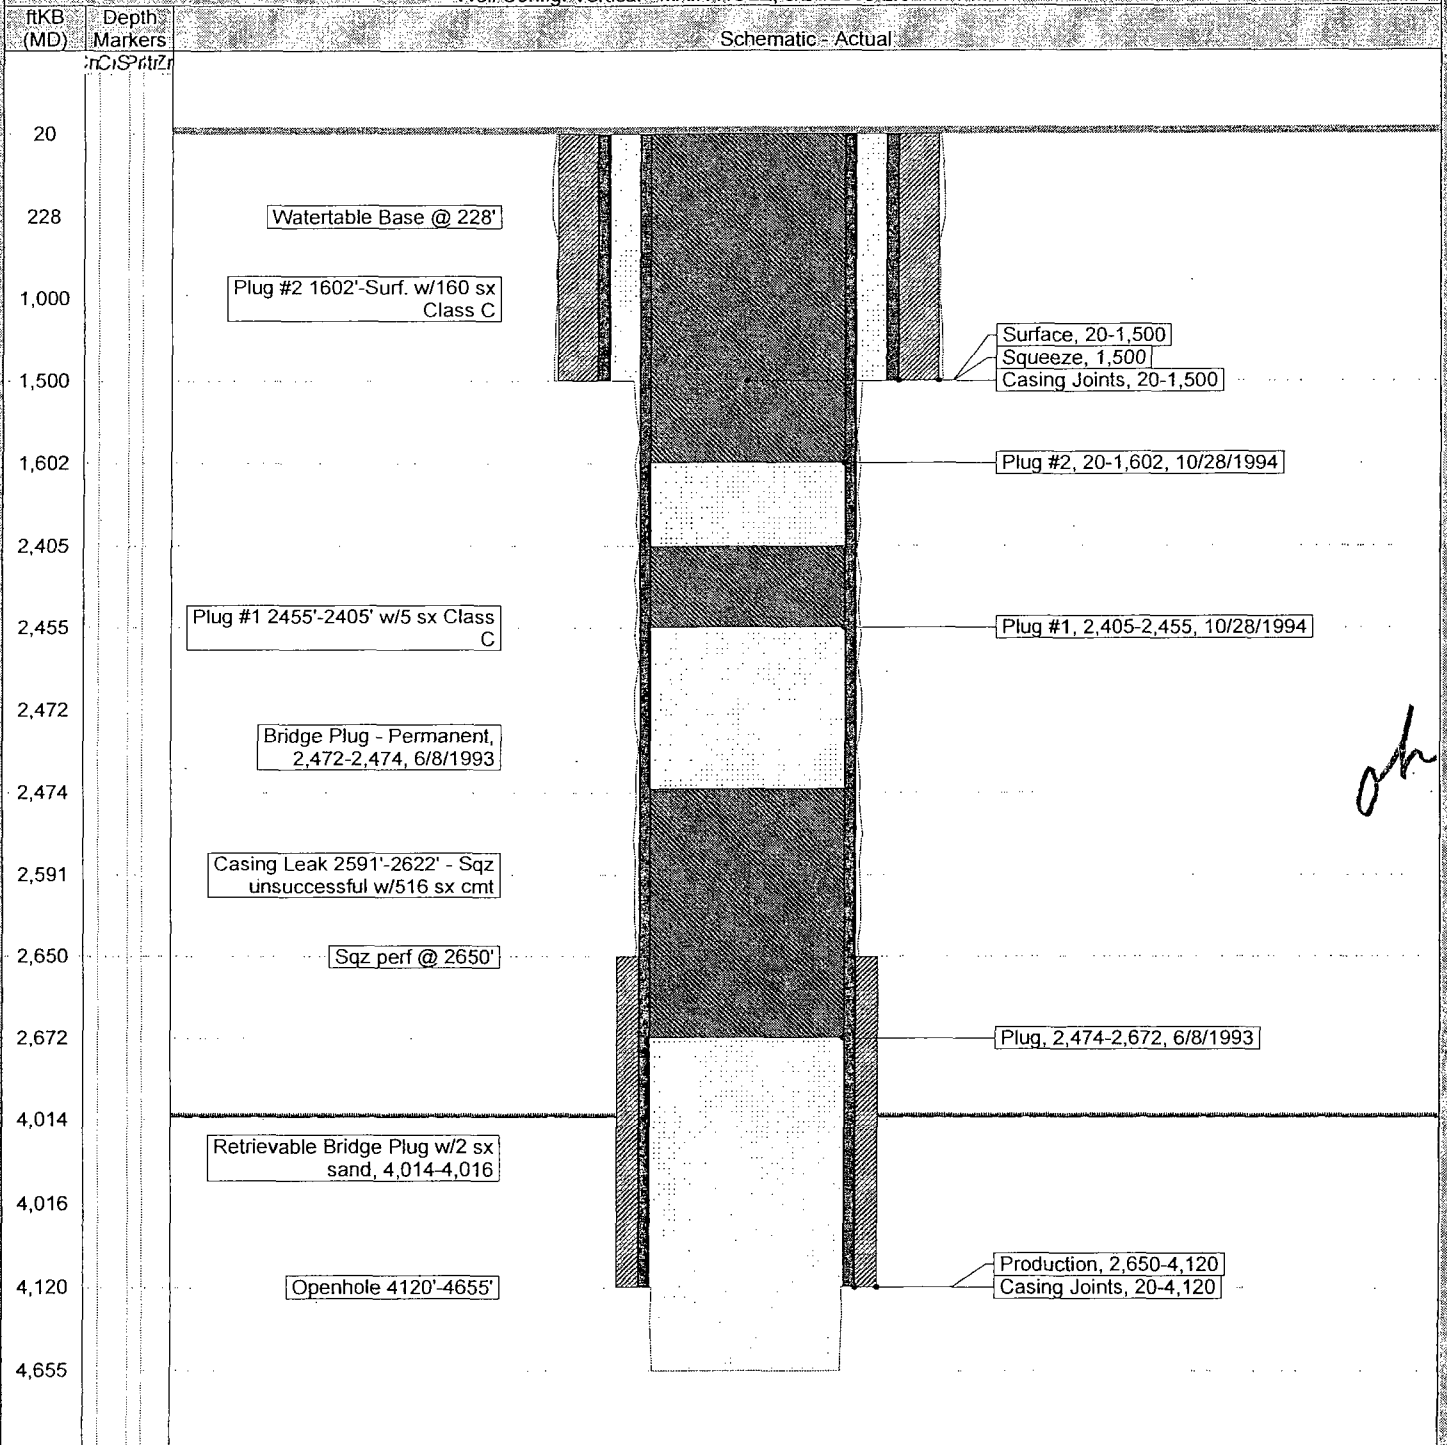 ftKB
(MD)
Depth
Markers
Schematic - Actual
20
228
1,000
1,500
1,602
2,405
2,455
2,472
2,474
2,591
2,650
2,672
4,014
4,016
4,120
4,655
Watertable Base @ 228'
Plug #2 1602'-Surf. w/160 sx
Class C
Plug #1 2455'-2405' w/5 sx Class
C
Bridge Plug - Permanent,
2,472-2,474, 6/8/1993
Casing Leak 2591'-2622' - Sqz
unsuccessful w/516 sx cmt
Sqz perf @ 2650'
Retrievable Bridge Plug w/2 sx
sand, 4,014-4,016
Openhole 4120'-4655'
Surface, 20-1,500
Squeeze, 1,500
Casing Joints, 20-1,500
Plug #2, 20-1,602, 10/28/1994
Plug #1, 2,405-2,455, 10/28/1994
Plug, 2,474-2,672, 6/8/1993
Production, 2,650-4,120
Casing Joints, 20-4,120